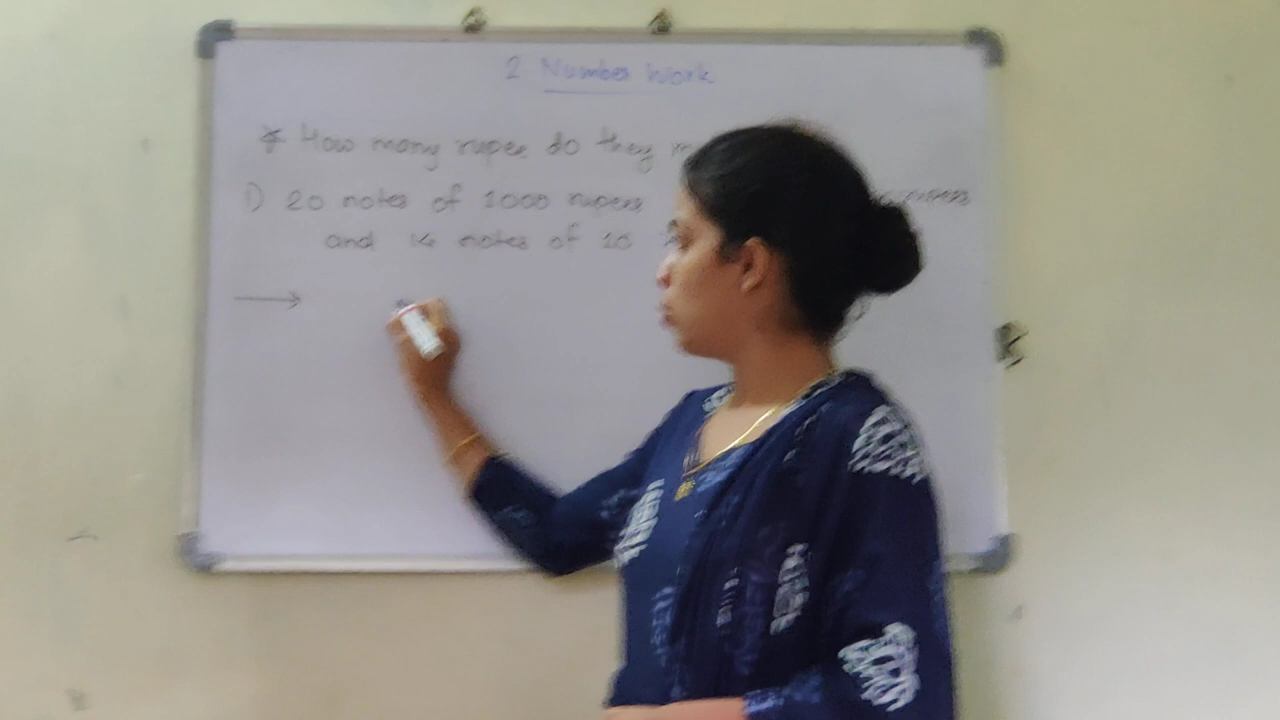 2 Number Work
* How many rupee do they m
1) 20 notes of 1000 rupees rupees
and 14 notes of 10